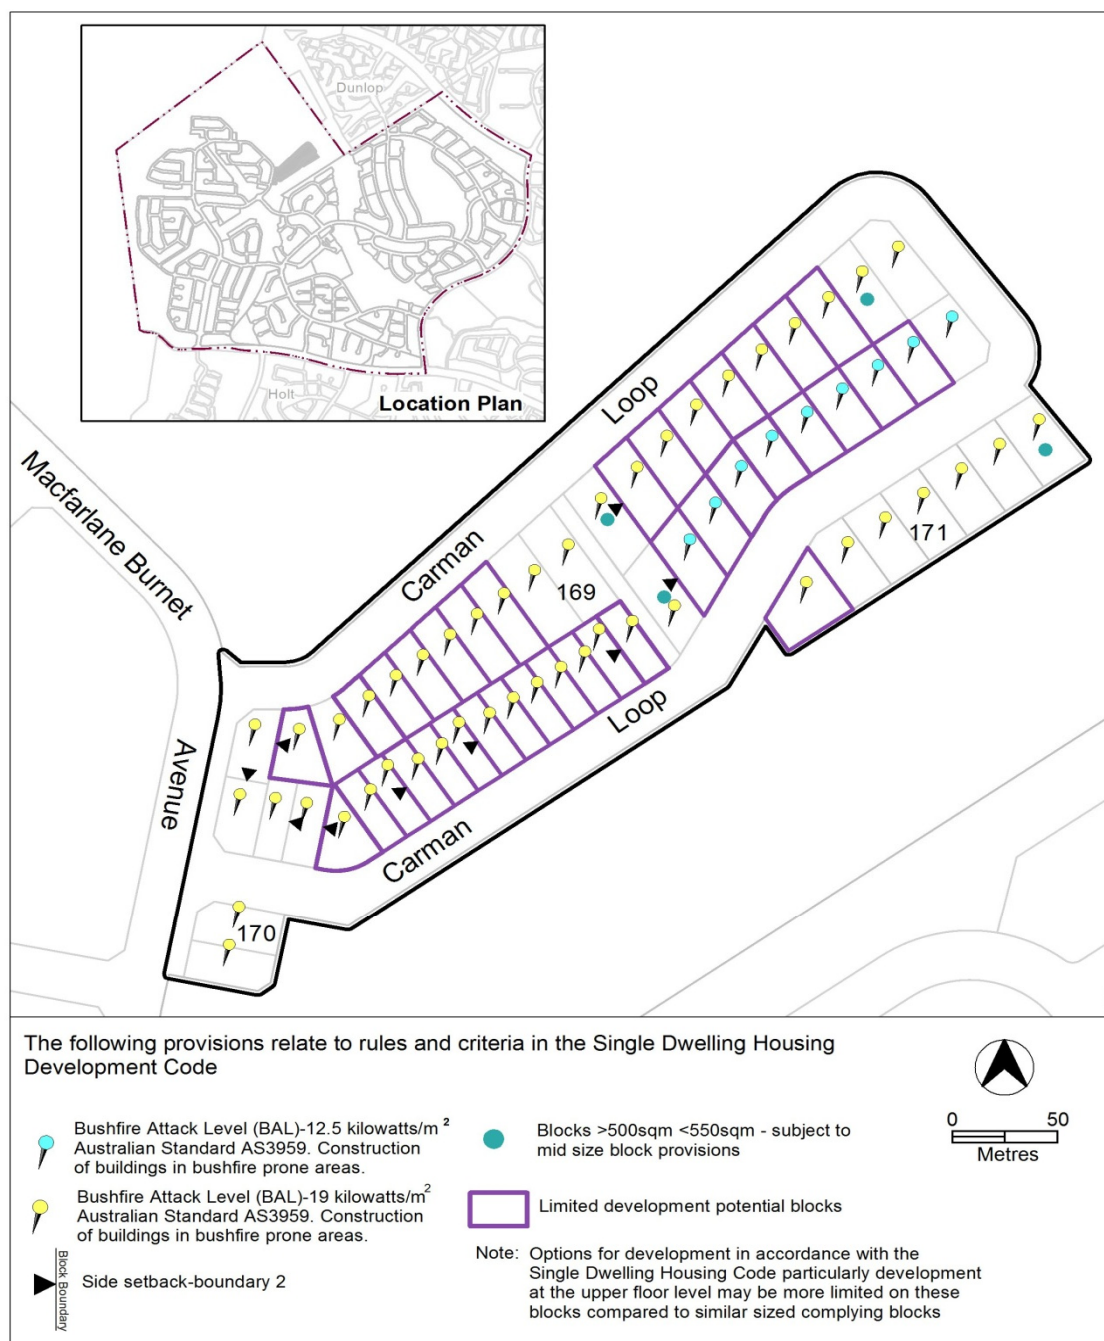 Dunlop
Holt
Location Plan
Macfarlane Burnet
Avenue
Carman
Loop
169
171
Carman
Loop
170
The following provisions relate to rules and criteria in the Single Dwelling Housing
Development Code
Bushfire Attack Level (BAL)-12.5 kilowatts/m²
Australian Standard AS3959. Construction
of buildings in bushfire prone areas.
Bushfire Attack Level (BAL)-19 kilowatts/m²
Australian Standard AS3959. Construction
of buildings in bushfire prone areas.
Block Boundary
Side setback-boundary 2
Blocks >500sqm <550sqm - subject to
mid size block provisions
Limited development potential blocks
Note: Options for development in accordance with the
Single Dwelling Housing Code particularly development
at the upper floor level may be more limited on these
blocks compared to similar sized complying blocks
0 50
Metres